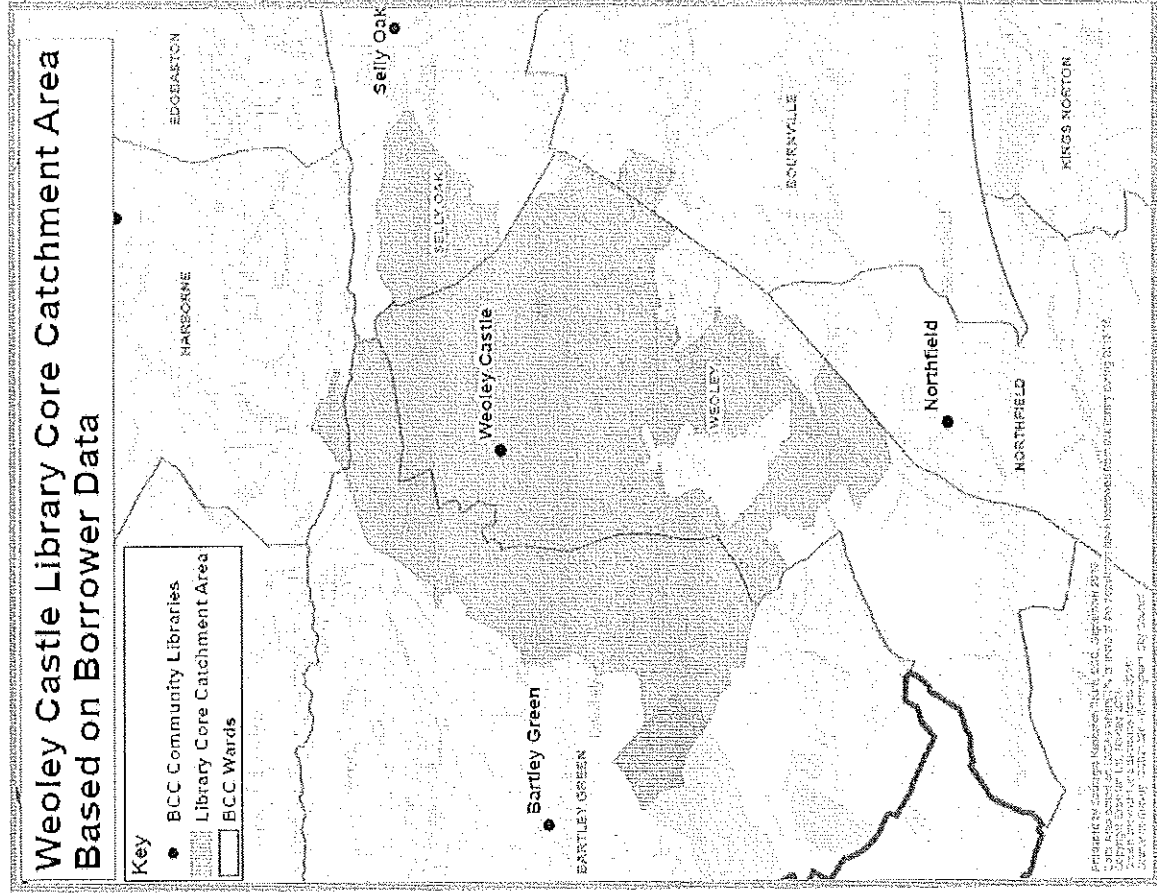 Weoley Castle Library Core Catchment Area
Based on Borrower Data
Key
BCC Community Libraries
Library Core Catchment Area
BCC Wards
EDGBASTON
HARBORNE
Selly Oak
SELLY OAK
Weoley Castle
WEOLEY
BOURNVILLE
Bartley Green
BARTLEY GREEN
Northfield
NORTHFIELD
KINGS NORTON